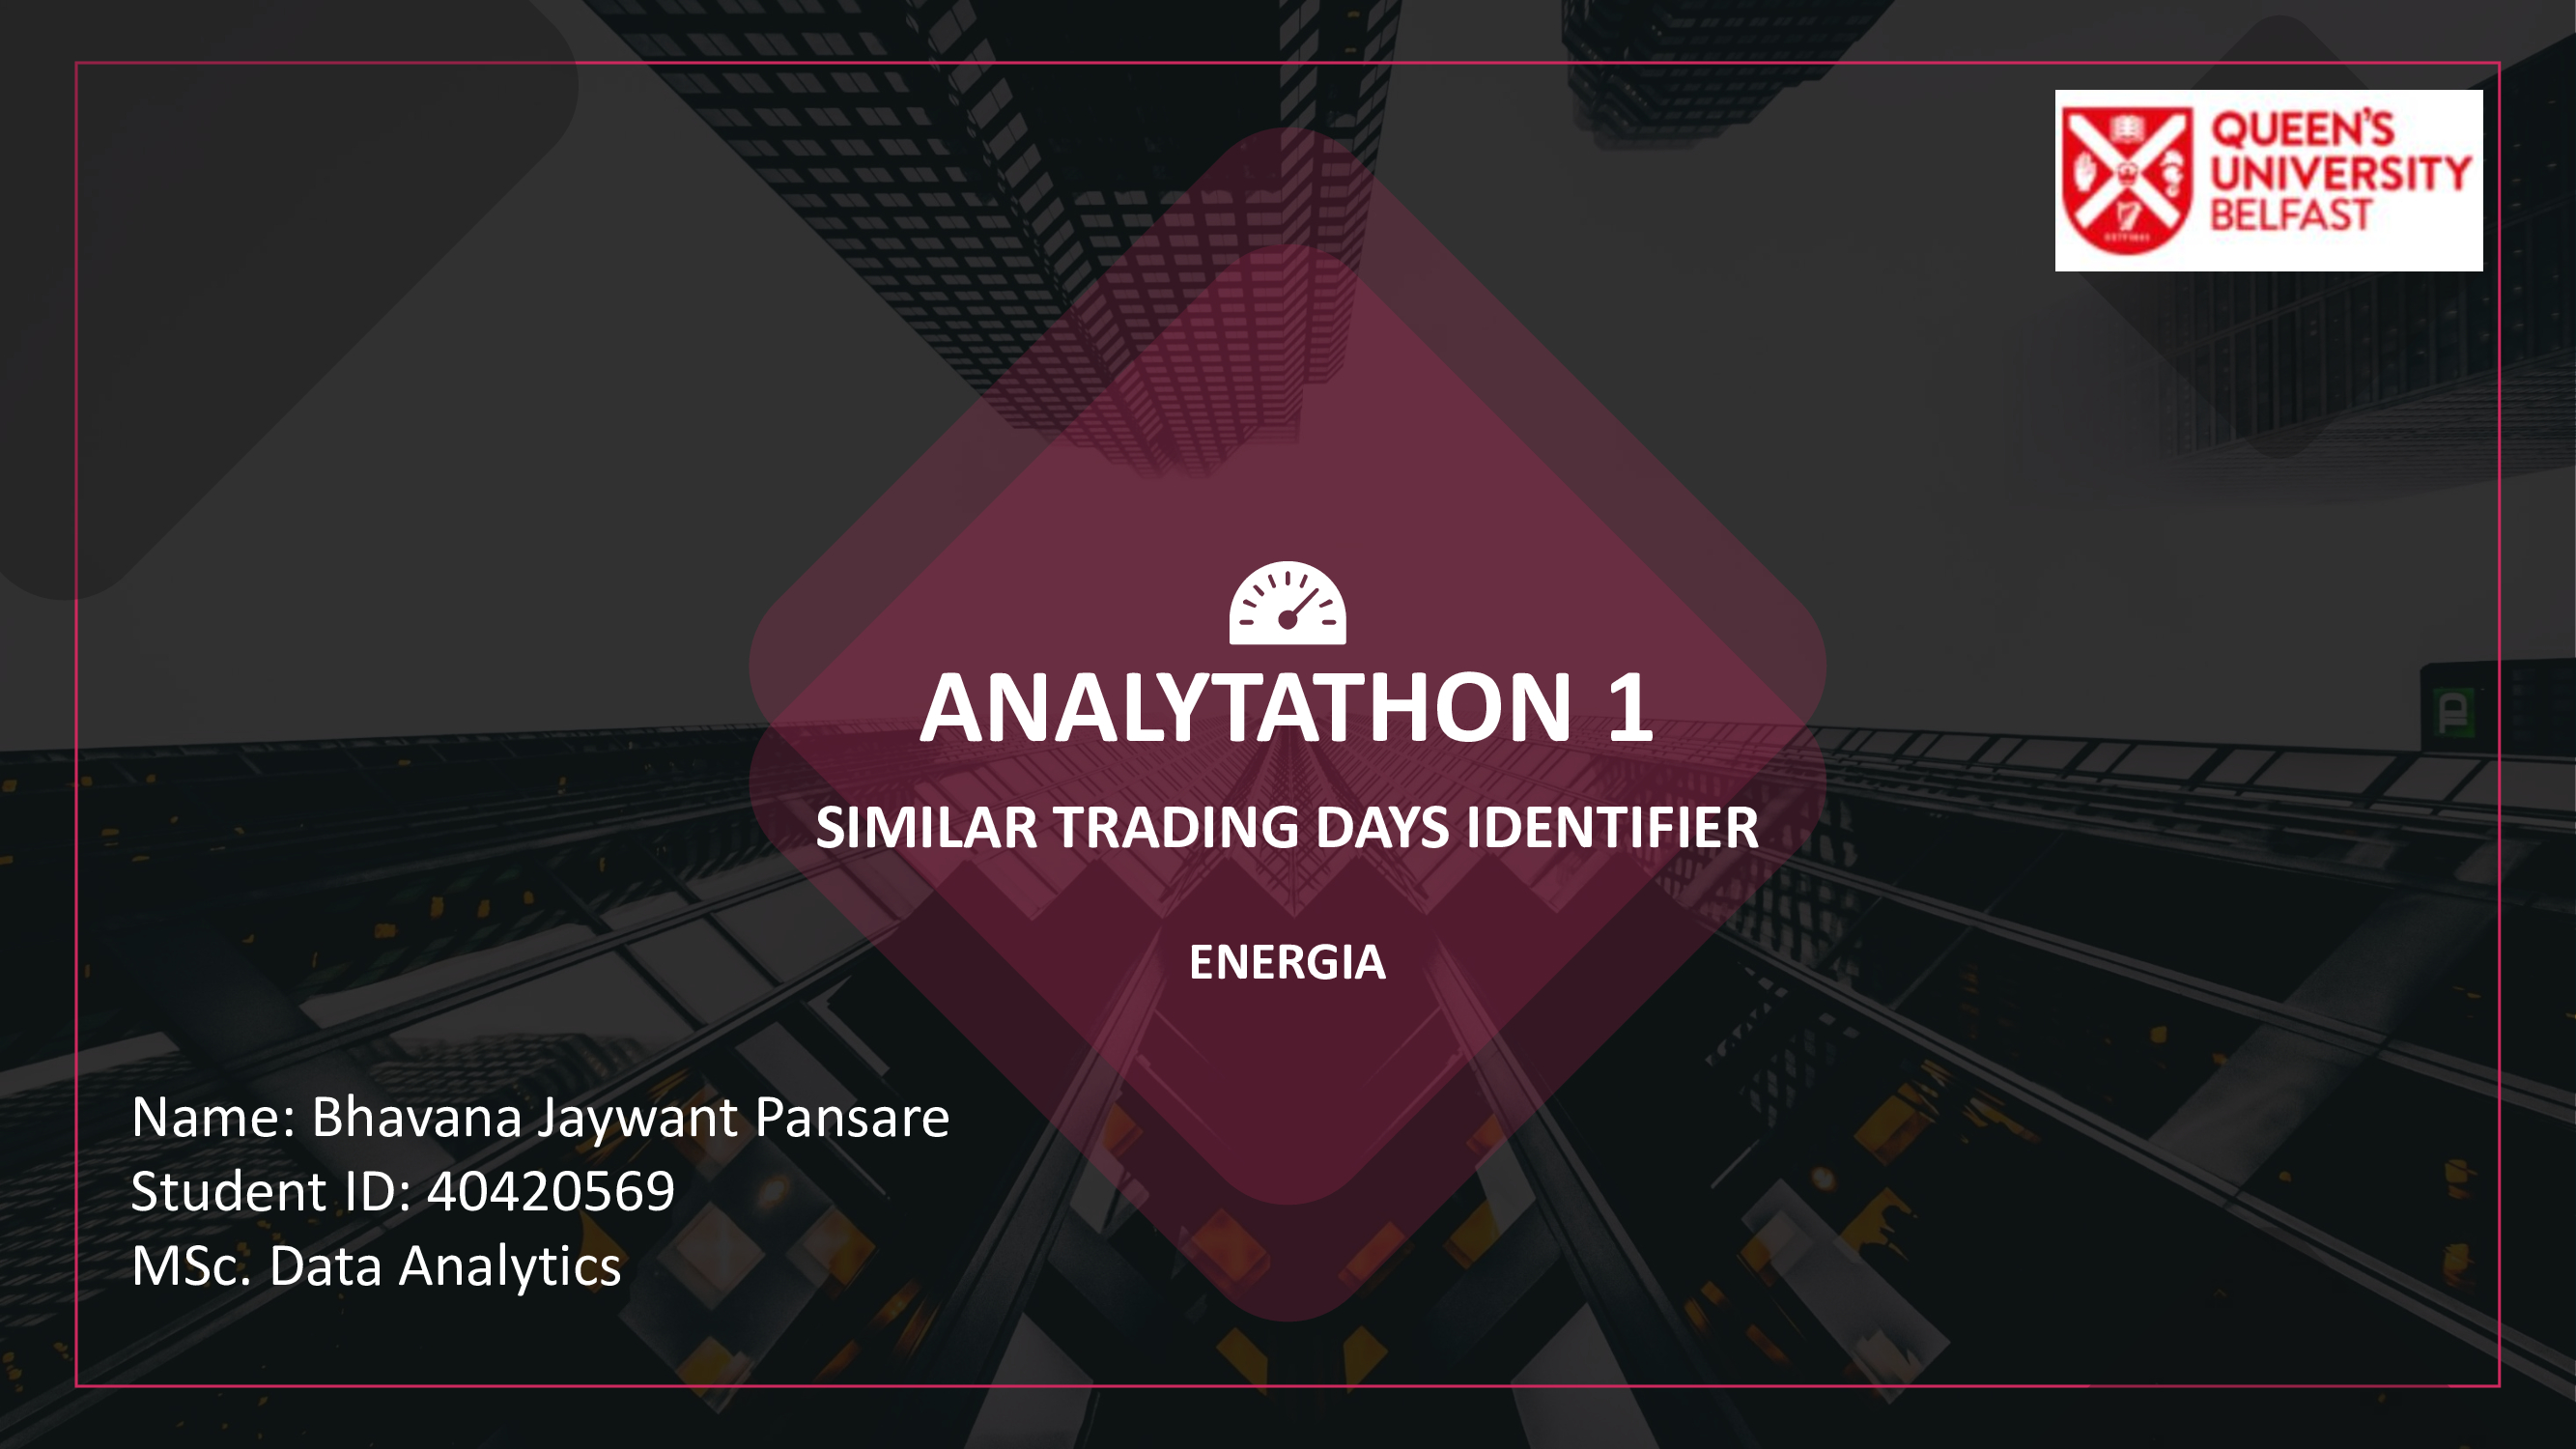 QUEEN'S
UNIVERSITY
BELFAST
ANALYTATHON 1
SIMILAR TRADING DAYS IDENTIFIER
ENERGIA
Name: Bhavana Jaywant Pansare
Student ID: 40420569
MSc. Data Analytics
TD